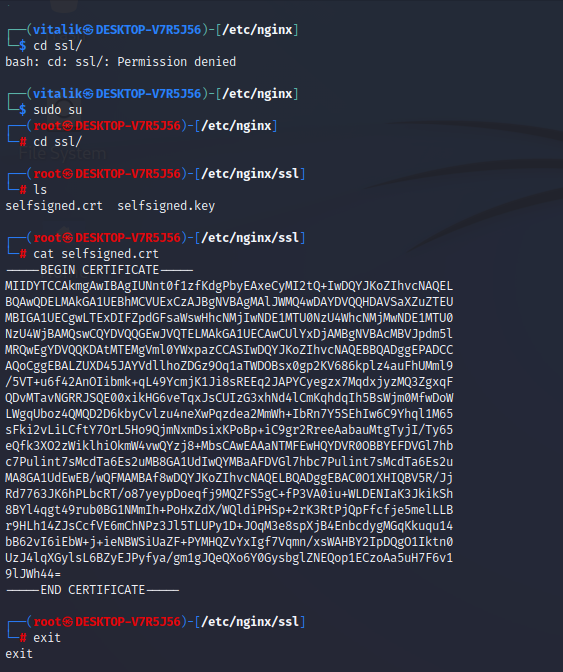 ┌──(vitalik㉿DESKTOP-V7R5J56)-[/etc/nginx]
└─$ cd ssl/
bash: cd: ssl/: Permission denied
┌──(vitalik㉿DESKTOP-V7R5J56)-[/etc/nginx]
└─$ sudo su
┌──(root㉿DESKTOP-V7R5J56)-[/etc/nginx]
└─# cd ssl/
File System
┌──(root㉿DESKTOP-V7R5J56)-[/etc/nginx/ssl]
└─# ls
selfsigned.crt  selfsigned.key
┌──(root㉿DESKTOP-V7R5J56)-[/etc/nginx/ssl]
└─# cat selfsigned.crt
-----BEGIN CERTIFICATE-----
MIIDYTCCAkmgAwIBAgIUNnt0f1zfKdgPbyEAxeCyMI2tQ+IwDQYJKoZIhvcNAQEL
BQAwQDELMAkGA1UEBhMCVUExCzAJBgNVBAgMAlJWMQ4wDAYDVQQHDAVSaXZuZTEU
MBIGA1UECgwLTExDIFZpdGFsaWswHhcNMjIwNDE1MTU0NzU4WhcNMjMwNDE1MTU0
NzU4WjBAMQswCQYDVQQGEwJVQTELMAkGA1UECAwCUlYxDjAMBgNVBAcMBVJpdm5l
MRQwEgYDVQQKDAtMTEMgVml0YWxpazCCASIwDQYJKoZIhvcNAQEBBQADggEPADCC
AQoCggEBALZUXD45JAYVdllhoZDGz9Oq1aTWDOBsx0gp2KV686kplz4auFhUMml9
/5VT+u6f42AnOIibmk+qL49YcmjK1Ji8sREEq2JAPYCyegzx7MqdxjyzMQ3ZgxqF
QDvMTavNGRRJSQE00xikHG6veTqxJsCUIzG3xhNd4lCmKqhdqIh5BsWjm0MfwDoW
LWgqUboz4QMQD2D6kbyCvlzu4neXwPqzdea2MmWh+IbRn7Y5SEhIw6C9Yhql1M65
sFki2vLiLCftY7OrL5Ho9QjmNxmDsixKPoBp+iC9gr2RreeAabauMtgTyjI/Ty65
eQfk3XO2zWiklhiOkmW4vwQYzj8+MbsCAwEAAaNTMFEwHQYDVR0OBBYEFDVGl7hb
c7Pulint7sMcdTa6Es2uMB8GA1UdIwQYMBaAFDVGl7hbc7Pulint7sMcdTa6Es2u
MA8GA1UdEwEB/wQFMAMBAf8wDQYJKoZIhvcNAQELBQADggEBAC0O1XHIQBV5R/Jj
Rd7763JK6hPLbcRT/o87yeypDoeqfj9MQZFS5gC+fP3VA0iu+WLDENIaK3JkikSh
8BYl4qgt49rub0BG1NMmIh+PoHxZdX/WQldiPHSp+2rK3RtPjQpFfcfje5melLLB
r9HLh14ZJsCcfVE6mChNPz3Jl5TLUPy1D+JOqM3e8spXjB4EnbcdygMGqKkuqu14
bB62vI6iEbW+j+ieNBWSiUaZF+PYMHQZvYxIgf7Vqmn/xsWAHBY2IpDQgO1Iktn0
UzJ4lqXGylsL6BZyEJPyfya/gm1gJQeQXo6Y0GysbglZNEQop1ECzoAa5uH7F6v1
9lJWh44=
-----END CERTIFICATE-----
┌──(root㉿DESKTOP-V7R5J56)-[/etc/nginx/ssl]
└─# exit
exit